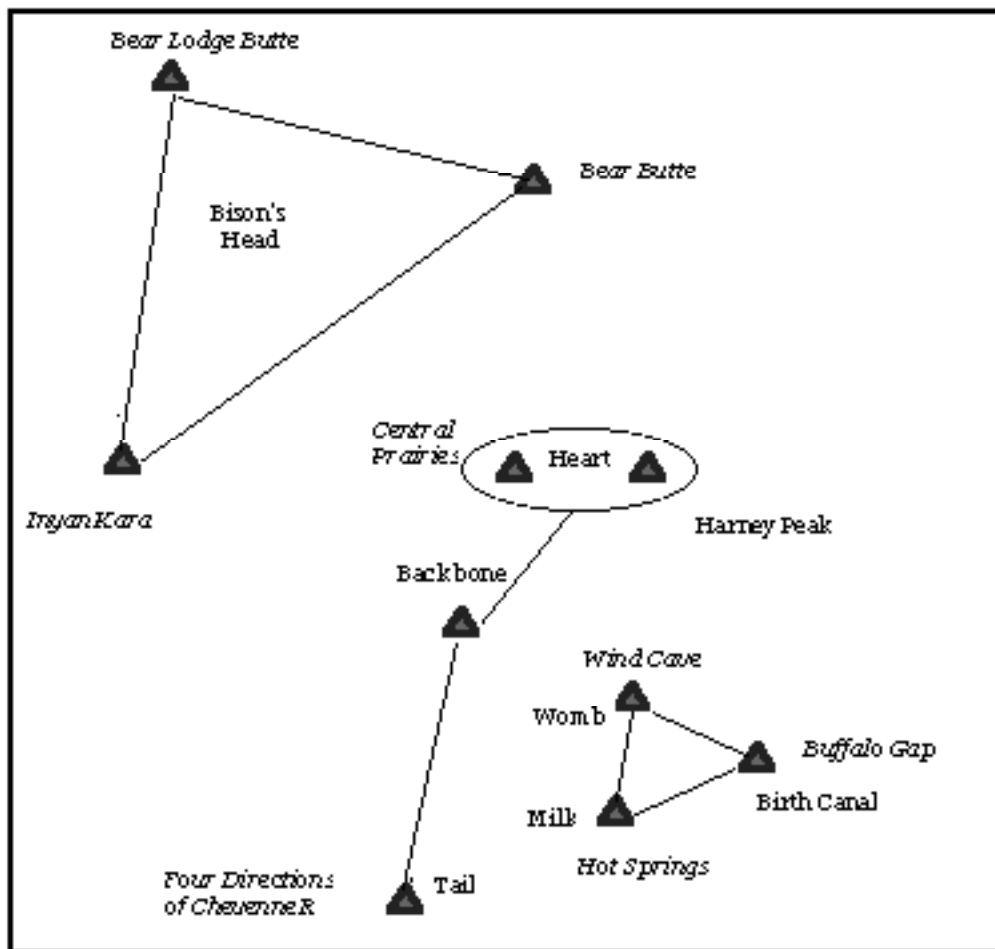 Bear Lodge Butte
Bear Butte
Bison's
Head
Central
Prairies
Heart
Inyan Kara
Harney Peak
Backbone
Wind Cave
Womb
Buffalo Gap
Birth Canal
Milk
Hot Springs
Four Directions
of Cheyenne R
Tail